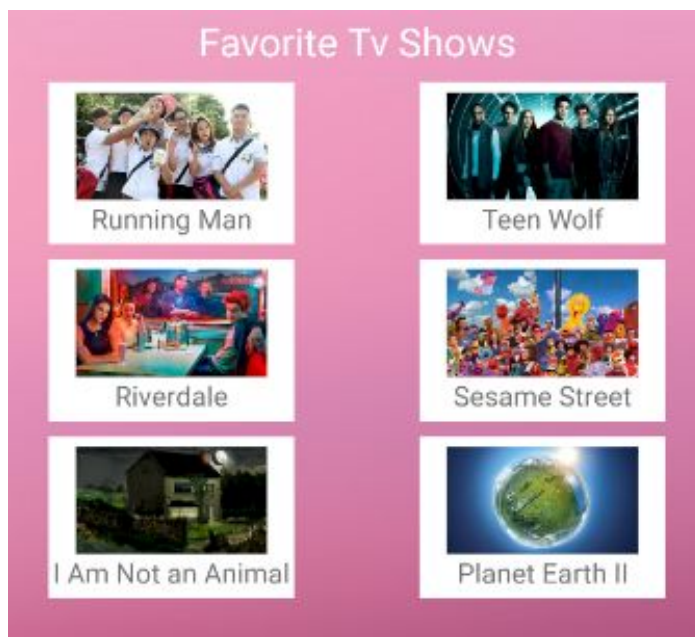 Favorite Tv Shows
Running Man
Teen Wolf
Riverdale
Sesame Street
I Am Not an Animal
Planet Earth II